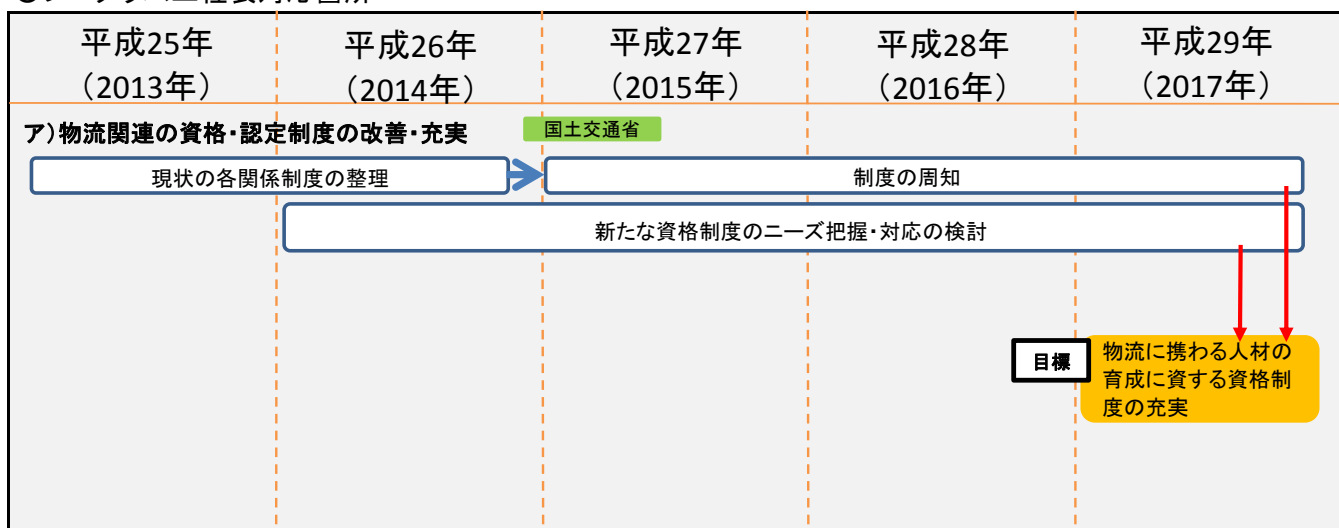 平成25年
(2013年)
平成26年
(2014年)
平成27年
(2015年)
平成28年
(2016年)
平成29年
(2017年)
ア)物流関連の資格・認定制度の改善・充実
国土交通省
現状の各関係制度の整理
制度の周知
新たな資格制度のニーズ把握・対応の検討
目標
物流に携わる人材の
育成に資する資格制
度の充実